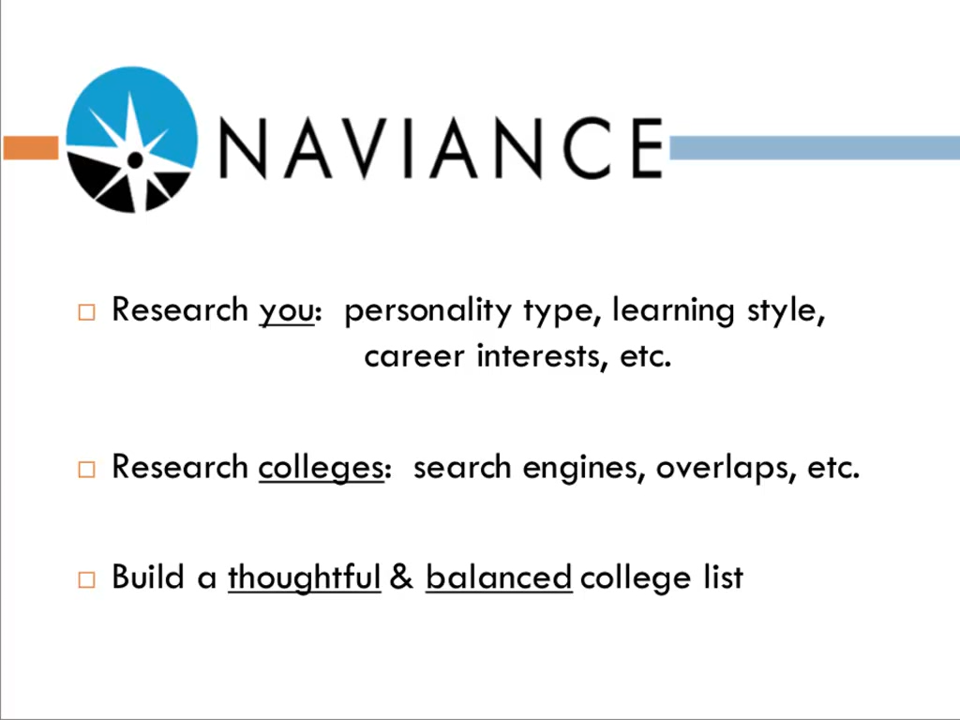 NAVIANCE
Research you: personality type, learning style,
career interests, etc.
Research colleges: search engines, overlaps, etc.
Build a thoughtful & balanced college list